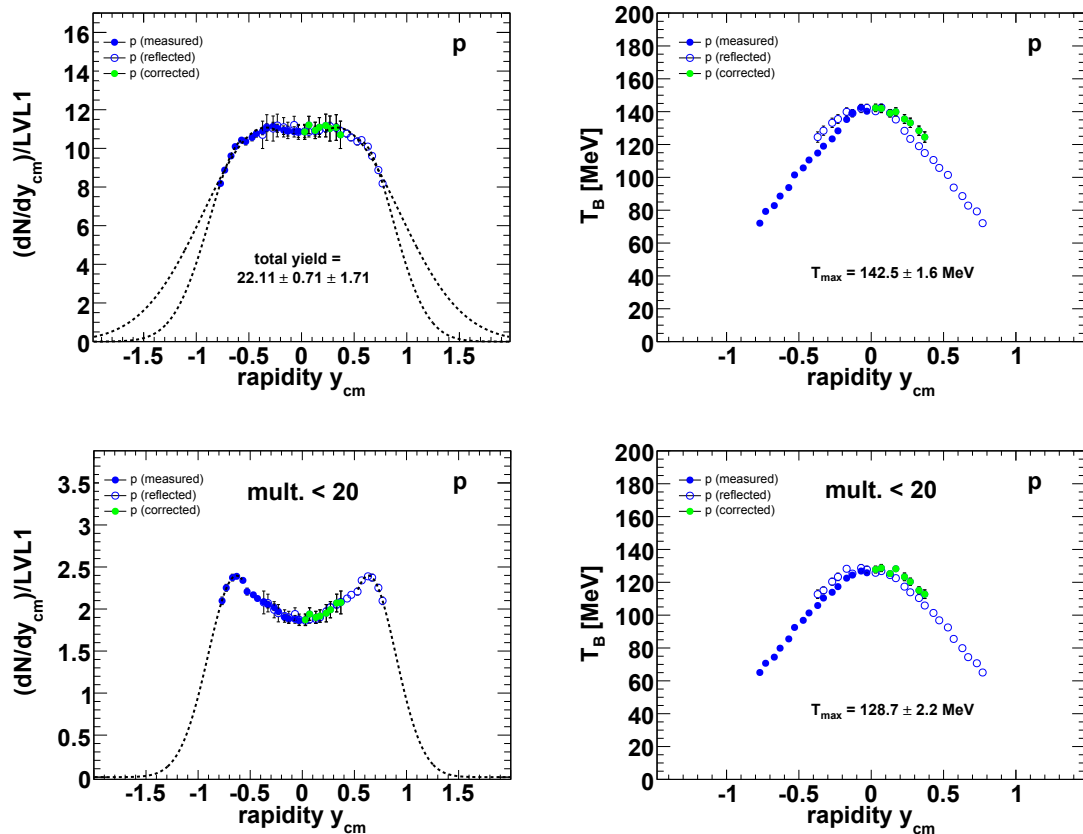 (dN/dy_cm)/LVL1
16
14
12
10
8
6
4
2
0
p (measured)
p (reflected)
p (corrected)
p
total yield =
22.11 ± 0.71 ± 1.71
-1.5 -1 -0.5 0 0.5 1 1.5
rapidity y_cm
T_B [MeV]
200
180
160
140
120
100
80
60
40
20
0
p (measured)
p (reflected)
p (corrected)
p
T_max = 142.5 ± 1.6 MeV
-1 -0.5 0 0.5 1
rapidity y_cm
(dN/dy_cm)/LVL1
3.5
3
2.5
2
1.5
1
0.5
0
p (measured)
p (reflected)
p (corrected)
mult. < 20
p
-1.5 -1 -0.5 0 0.5 1 1.5
rapidity y_cm
T_B [MeV]
200
180
160
140
120
100
80
60
40
20
0
p (measured)
p (reflected)
p (corrected)
mult. < 20
p
T_max = 128.7 ± 2.2 MeV
-1 -0.5 0 0.5 1
rapidity y_cm